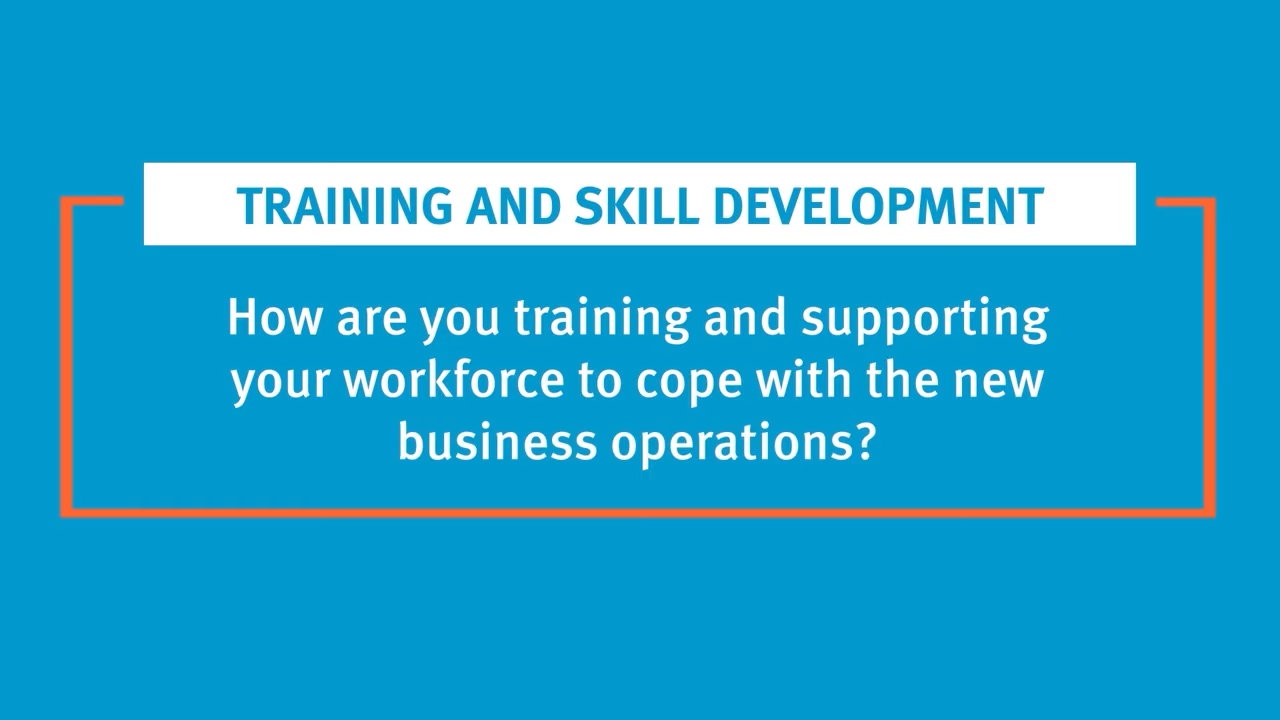 TRAINING AND SKILL DEVELOPMENT
How are you training and supporting
your workforce to cope with the new
business operations?